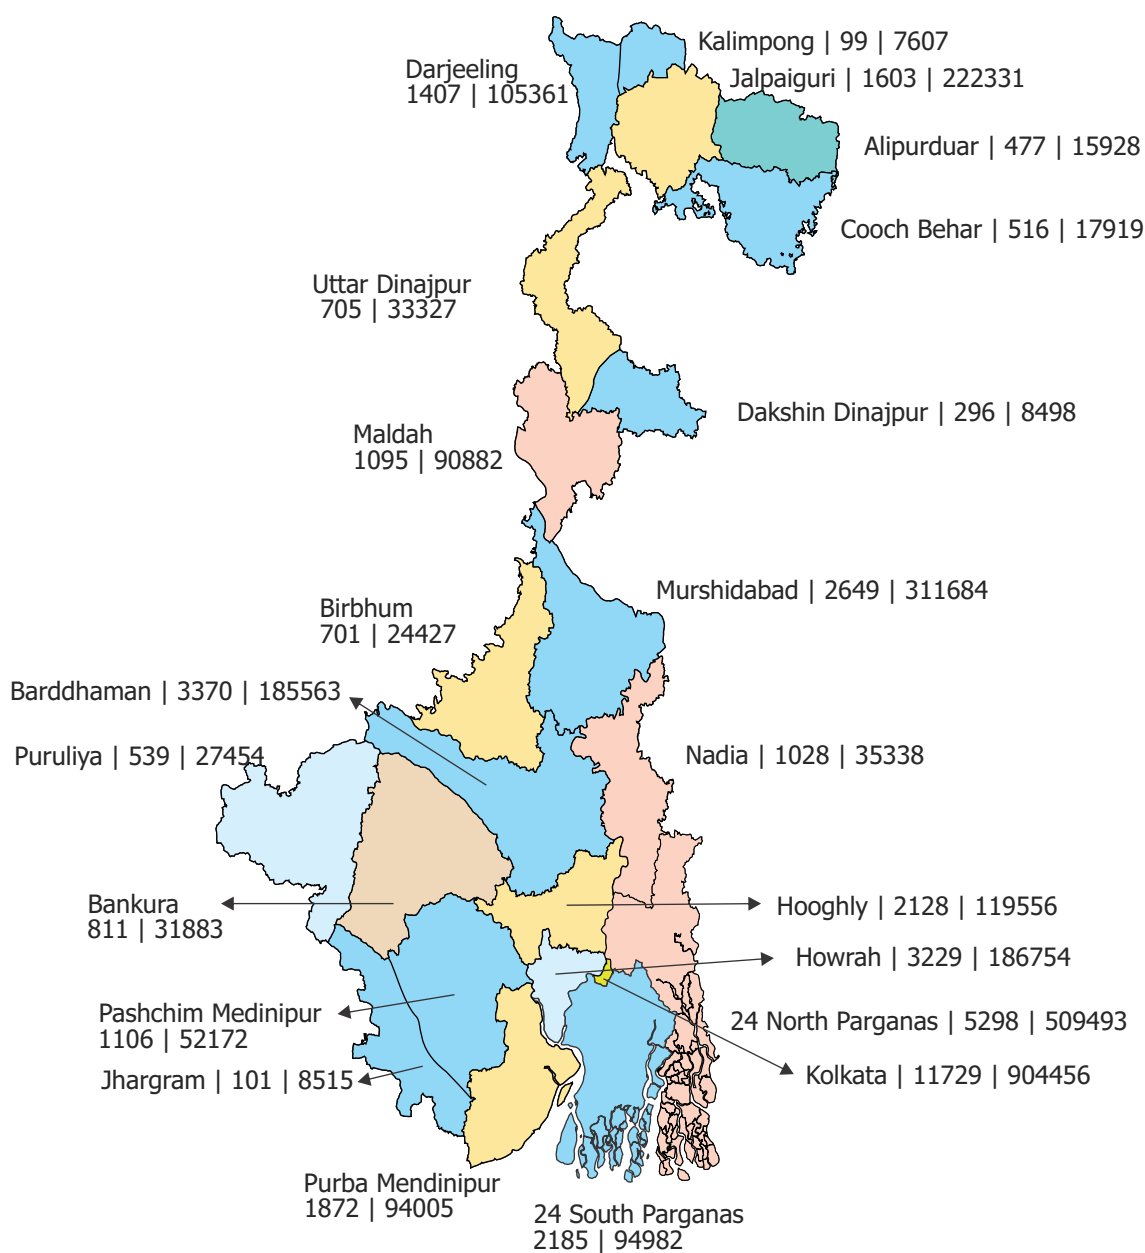 Kalimpong | 99 | 7607
Darjeeling
1407 | 105361
Jalpaiguri | 1603 | 222331
Alipurduar | 477 | 15928
Cooch Behar | 516 | 17919
Uttar Dinajpur
705 | 33327
Dakshin Dinajpur | 296 | 8498
Maldah
1095 | 90882
Murshidabad | 2649 | 311684
Birbhum
701 | 24427
Barddhaman | 3370 | 185563
Puruliya | 539 | 27454
Nadia | 1028 | 35338
Bankura
811 | 31883
Hooghly | 2128 | 119556
Howrah | 3229 | 186754
Pashchim Medinipur
1106 | 52172
24 North Parganas | 5298 | 509493
Jhargram | 101 | 8515
Kolkata | 11729 | 904456
Purba Mendinipur
1872 | 94005
24 South Parganas
2185 | 94982